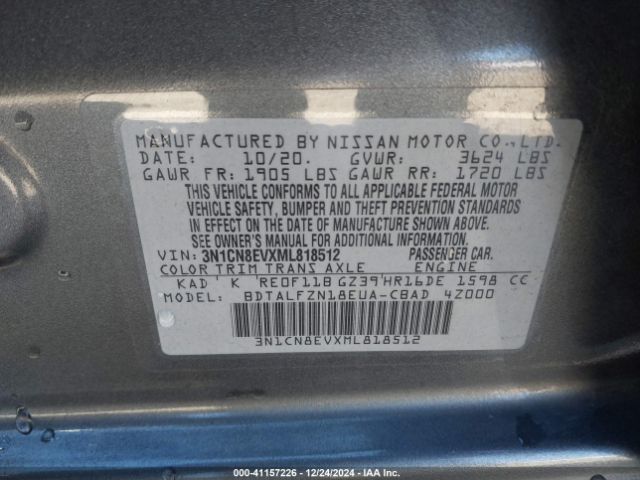 MANUFACTURED BY NISSAN MOTOR CO.,LTD.
DATE: 10/20. GVWR: 3624 LBS
GAWR FR: 1905 LBS GAWR RR: 1720 LBS
THIS VEHICLE CONFORMS TO ALL APPLICABLE FEDERAL MOTOR
VEHICLE SAFETY, BUMPER AND THEFT PREVENTION STANDARDS
IN EFFECT ON THE DATE OF MANUFACTURE SHOWN ABOVE.
SEE OWNER'S MANUAL FOR ADDITIONAL INFORMATION.
VIN: 3N1CN8EVXML818512 PASSENGER CAR.
COLOR TRIM TRANS AXLE ENGINE
KAD K RE0F11B GZ39 HR16DE 1598 CC
MODEL: BDTALFZN18EUA-CBAD 4Z000
3N1CN8EVXML818512
000-41157226 - 12/24/2024 - IAA Inc.